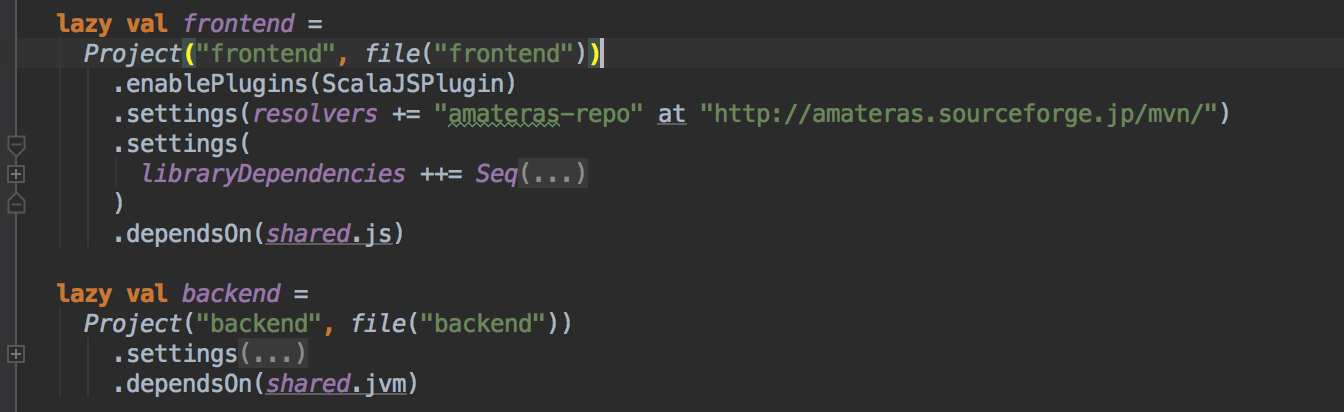 lazy val frontend =
Project("frontend", file("frontend"))
.enablePlugins(ScalaJSPlugin)
.settings(resolvers += "amateras-repo" at "http://amateras.sourceforge.jp/mvn/")
.settings(
libraryDependencies ++= Seq(...)
)
.dependsOn(shared.js)
lazy val backend =
Project("backend", file("backend"))
.settings(...)
.dependsOn(shared.jvm)